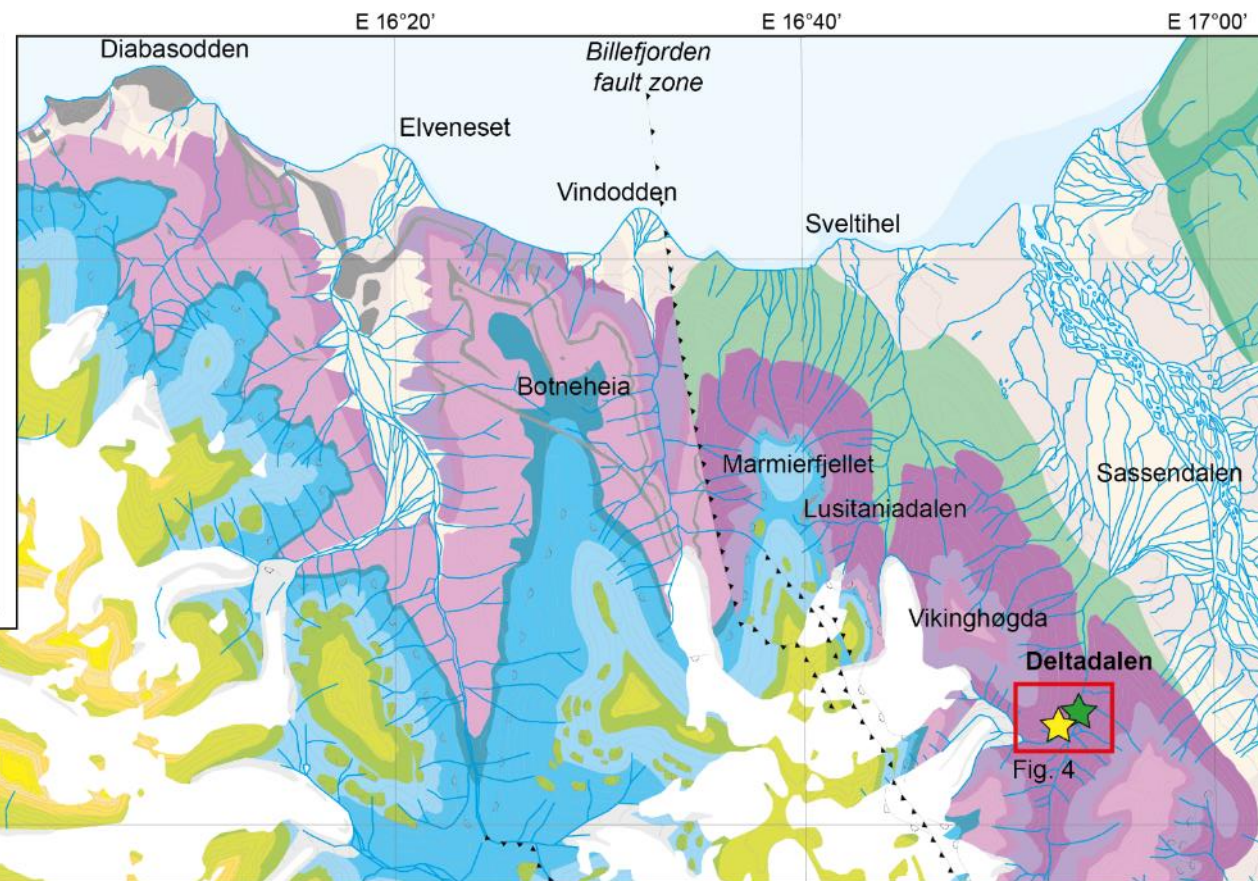 E 16°20’
E 16°40’
E 17°00’
Diabasodden
Billefjorden
fault zone
Elveneset
Vindodden
Sveltihel
Botneheia
Marmierfjellet
Sassendalen
Lusitaniadalen
Vikinghøgda
Deltadalen
Fig. 4